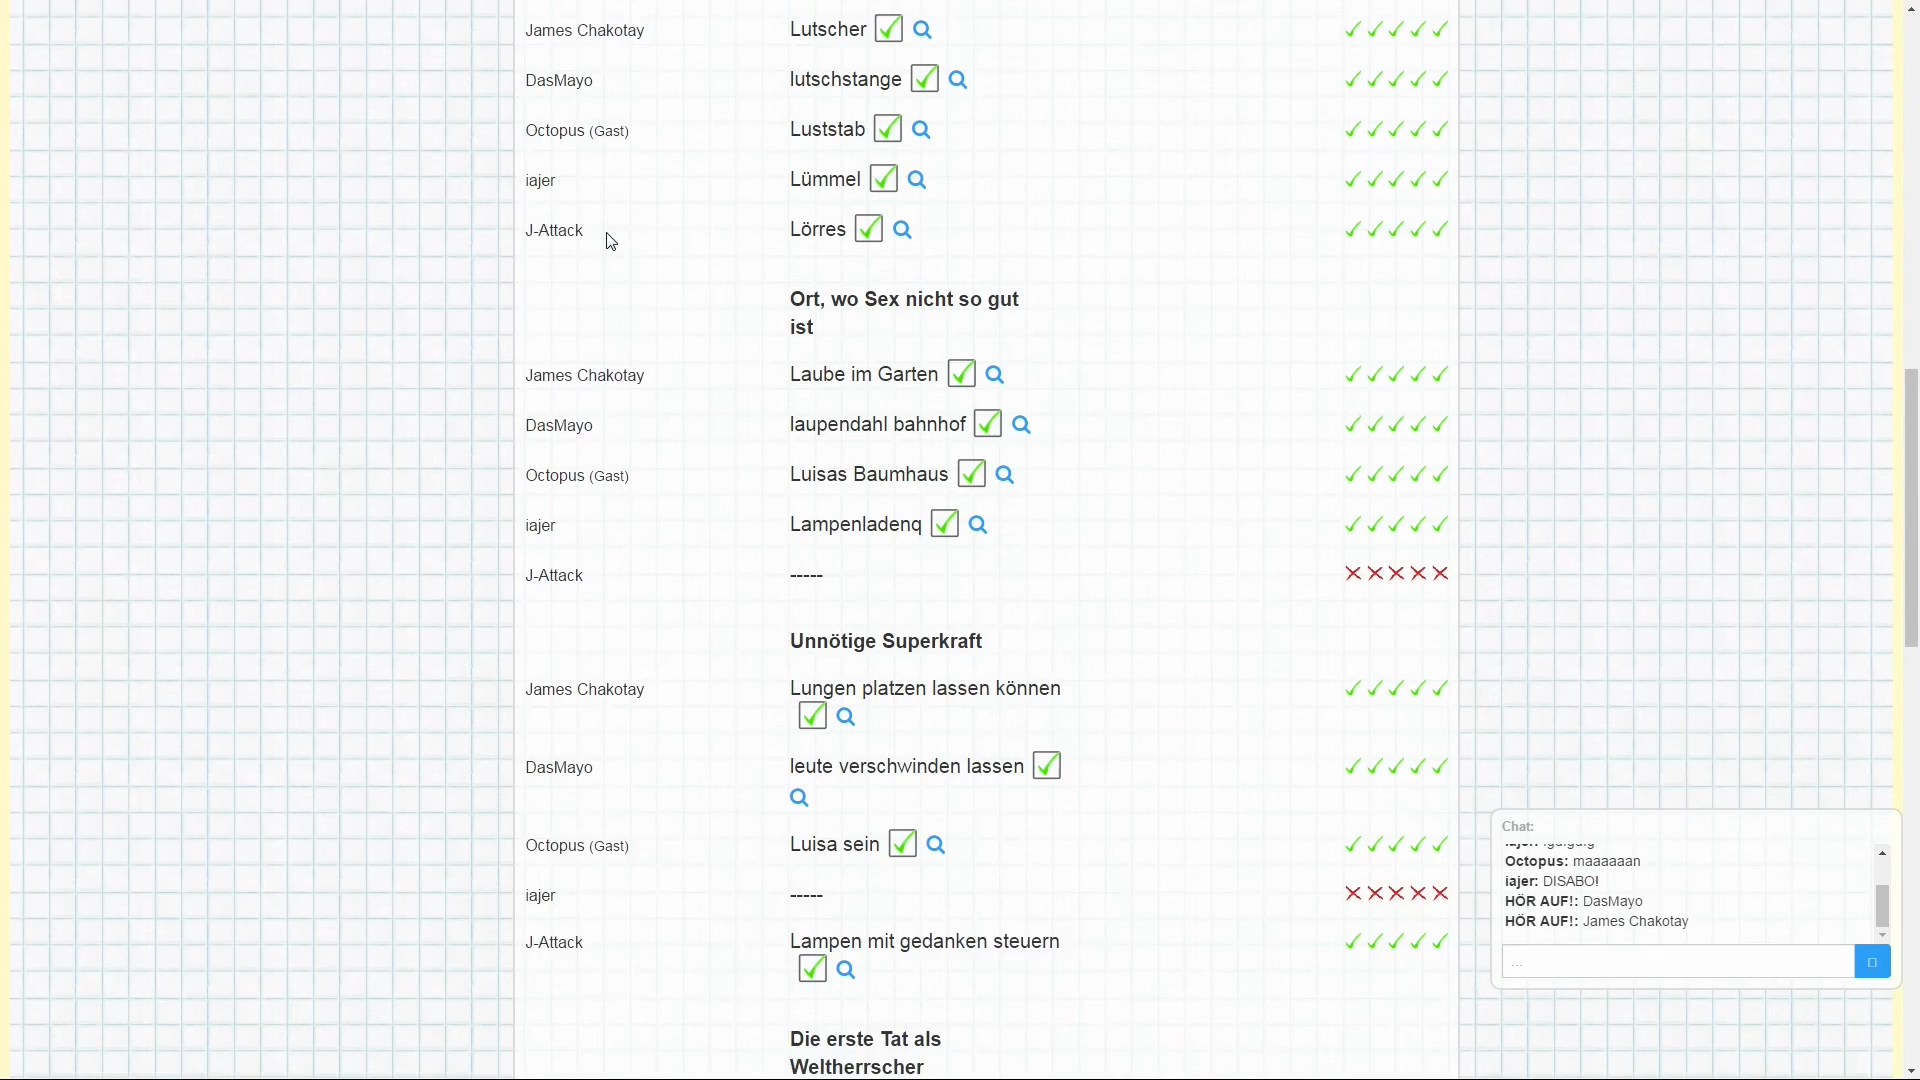 James Chakotay Lutscher
DasMayo lutschstange
Octopus (Gast) Luststab
iajer Lümmel
J-Attack Lörres
Ort, wo Sex nicht so gut
ist
James Chakotay Laube im Garten
DasMayo laupendahl bahnhof
Octopus (Gast) Luisas Baumhaus
iajer Lampenladenq
J-Attack -----
Unnötige Superkraft
James Chakotay Lungen platzen lassen können
DasMayo leute verschwinden lassen
Octopus (Gast) Luisa sein
iajer -----
J-Attack Lampen mit gedanken steuern
Die erste Tat als
Weltherrscher
Chat:
Octopus: maaaaaan
iajer: DISABO!
HÖR AUF!: DasMayo
HÖR AUF!: James Chakotay
...